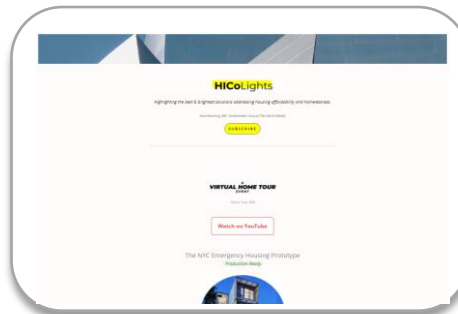 HICoLights
Highlighting the best & brightest solutions addressing housing affordability and homelessness.
SUBSCRIBE
VIRTUAL HOME TOUR
EVENT
Watch on YouTube
The NYC Emergency Housing Prototype
Production Ready